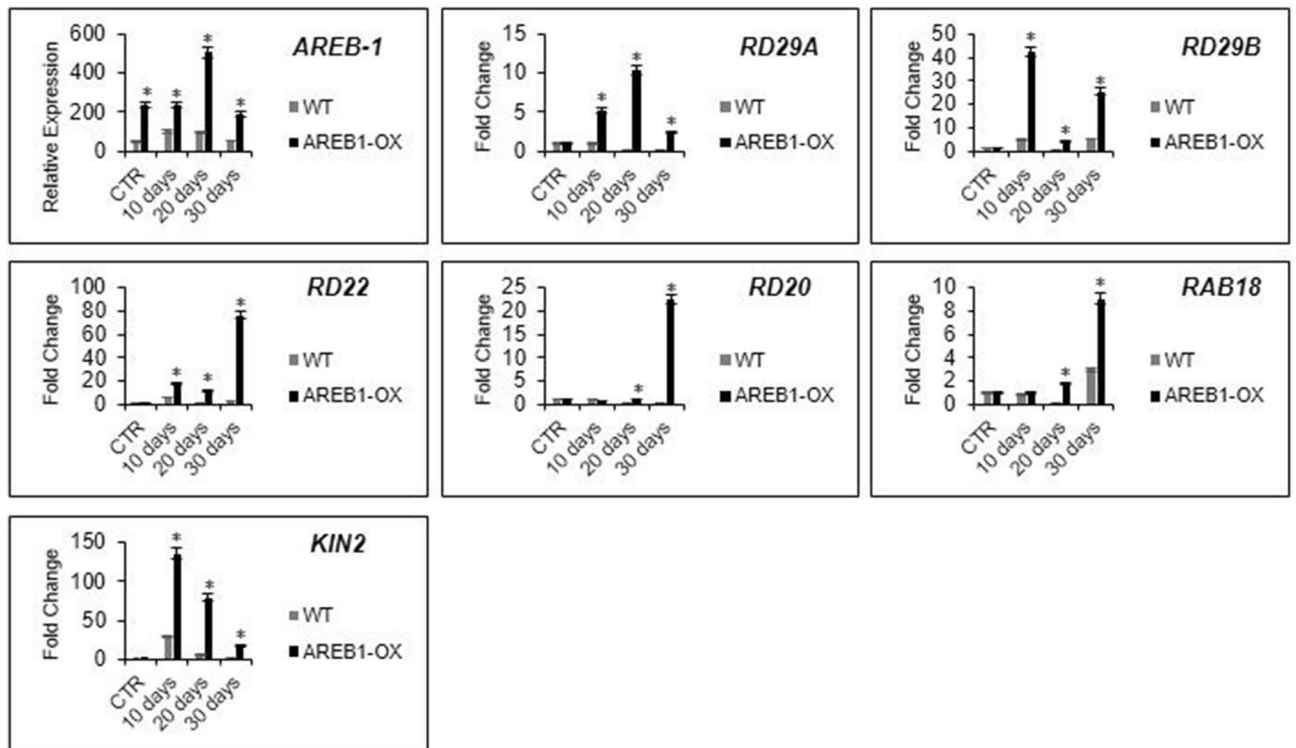 AREB-1
Relative Expression
600
400
200
0
* * * *
WT
AREB1-OX
CTR
10 days
20 days
30 days
RD29A
Fold Change
15
10
5
0
* * *
WT
AREB1-OX
CTR
10 days
20 days
30 days
RD29B
Fold Change
50
40
30
20
10
0
* * *
WT
AREB1-OX
CTR
10 days
20 days
30 days
RD22
Fold Change
100
80
60
40
20
0
* * *
WT
AREB1-OX
CTR
10 days
20 days
30 days
RD20
Fold Change
25
20
15
10
5
0
* *
WT
AREB1-OX
CTR
10 days
20 days
30 days
RAB18
Fold Change
10
8
6
4
2
0
* *
WT
AREB1-OX
CTR
10 days
20 days
30 days
KIN2
Fold Change
150
100
50
0
* * *
WT
AREB1-OX
CTR
10 days
20 days
30 days